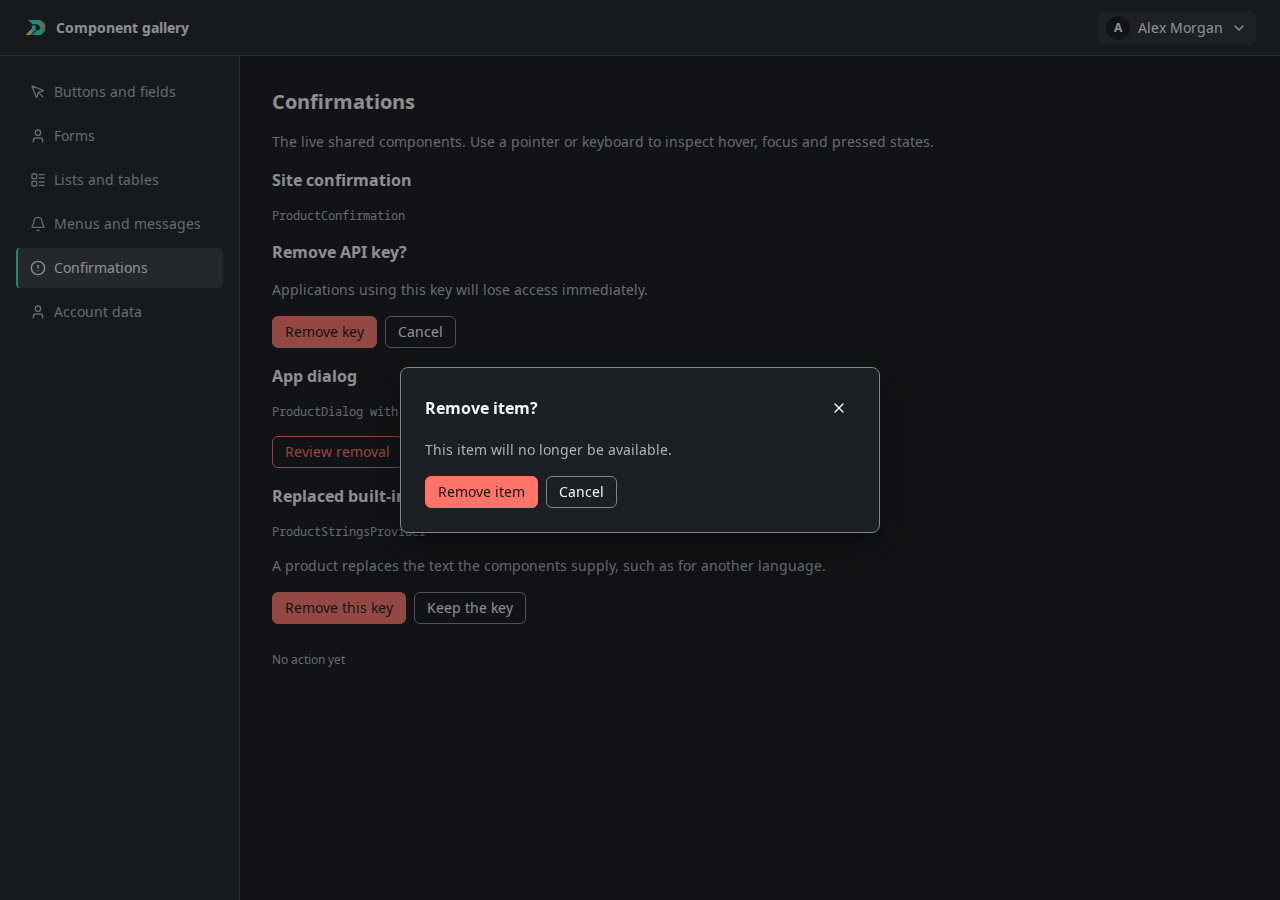 Component gallery
A Alex Morgan
Buttons and fields
Forms
Lists and tables
Menus and messages
Confirmations
Account data
Confirmations
The live shared components. Use a pointer or keyboard to inspect hover, focus and pressed states.
Site confirmation
ProductConfirmation
Remove API key?
Applications using this key will lose access immediately.
Remove key Cancel
App dialog
ProductDialog with
Review removal
Remove item?
This item will no longer be available.
Remove item Cancel
Replaced built-in
ProductStringsProvider
A product replaces the text the components supply, such as for another language.
Remove this key Keep the key
No action yet